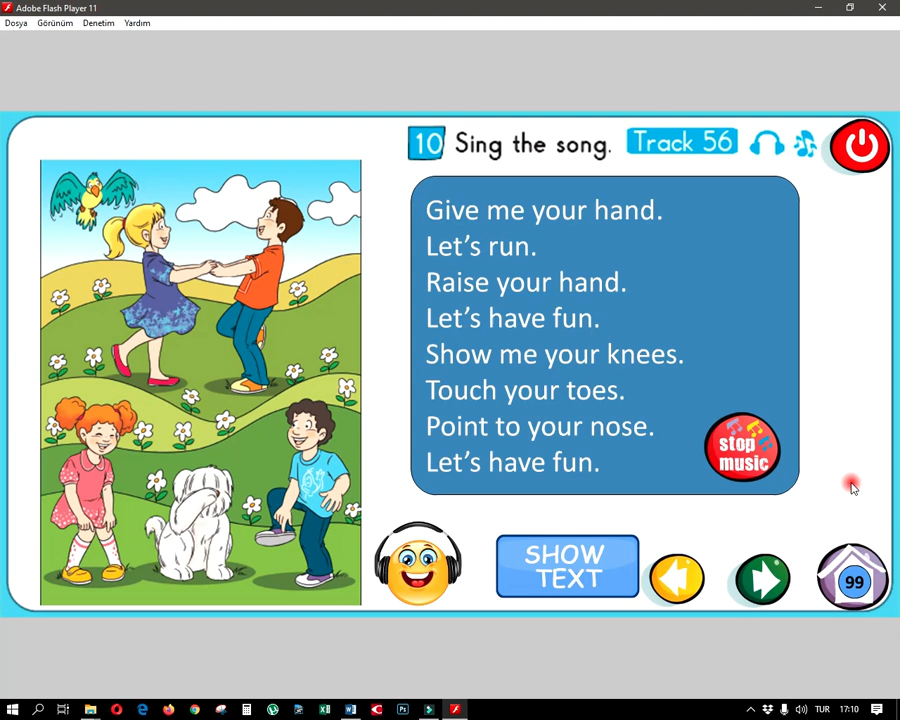 Adobe Flash Player 11
Dosya Görünüm Denetim Yardım
10 Sing the song. Track 56
Give me your hand.
Let's run.
Raise your hand.
Let's have fun.
Show me your knees.
Touch your toes.
Point to your nose.
Let's have fun.
stop
music
SHOW
TEXT
99
TUR 17:10